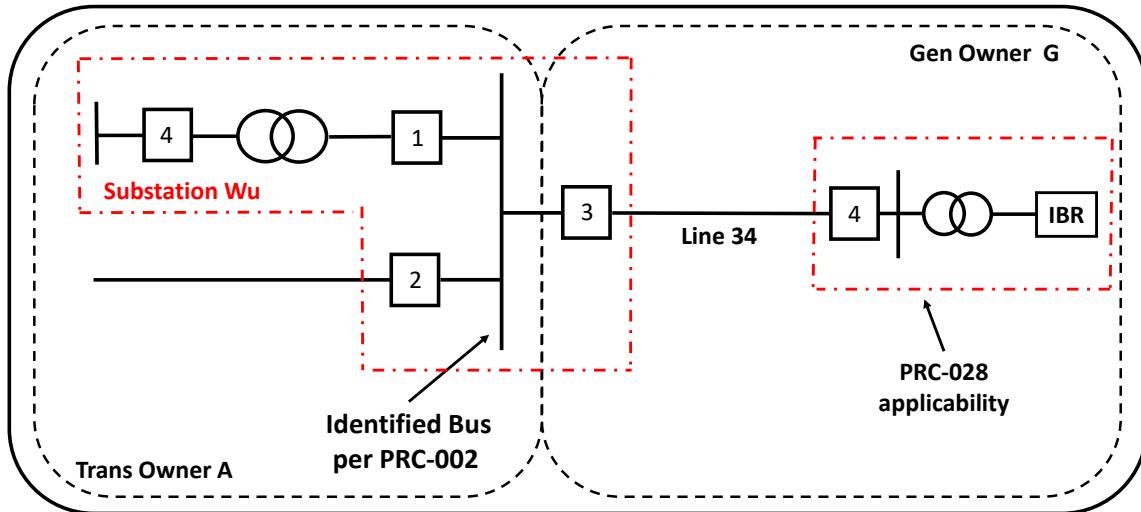 Gen Owner G
4
1
Substation Wu
3
4
IBR
Line 34
2
PRC-028
applicability
Identified Bus
per PRC-002
Trans Owner A